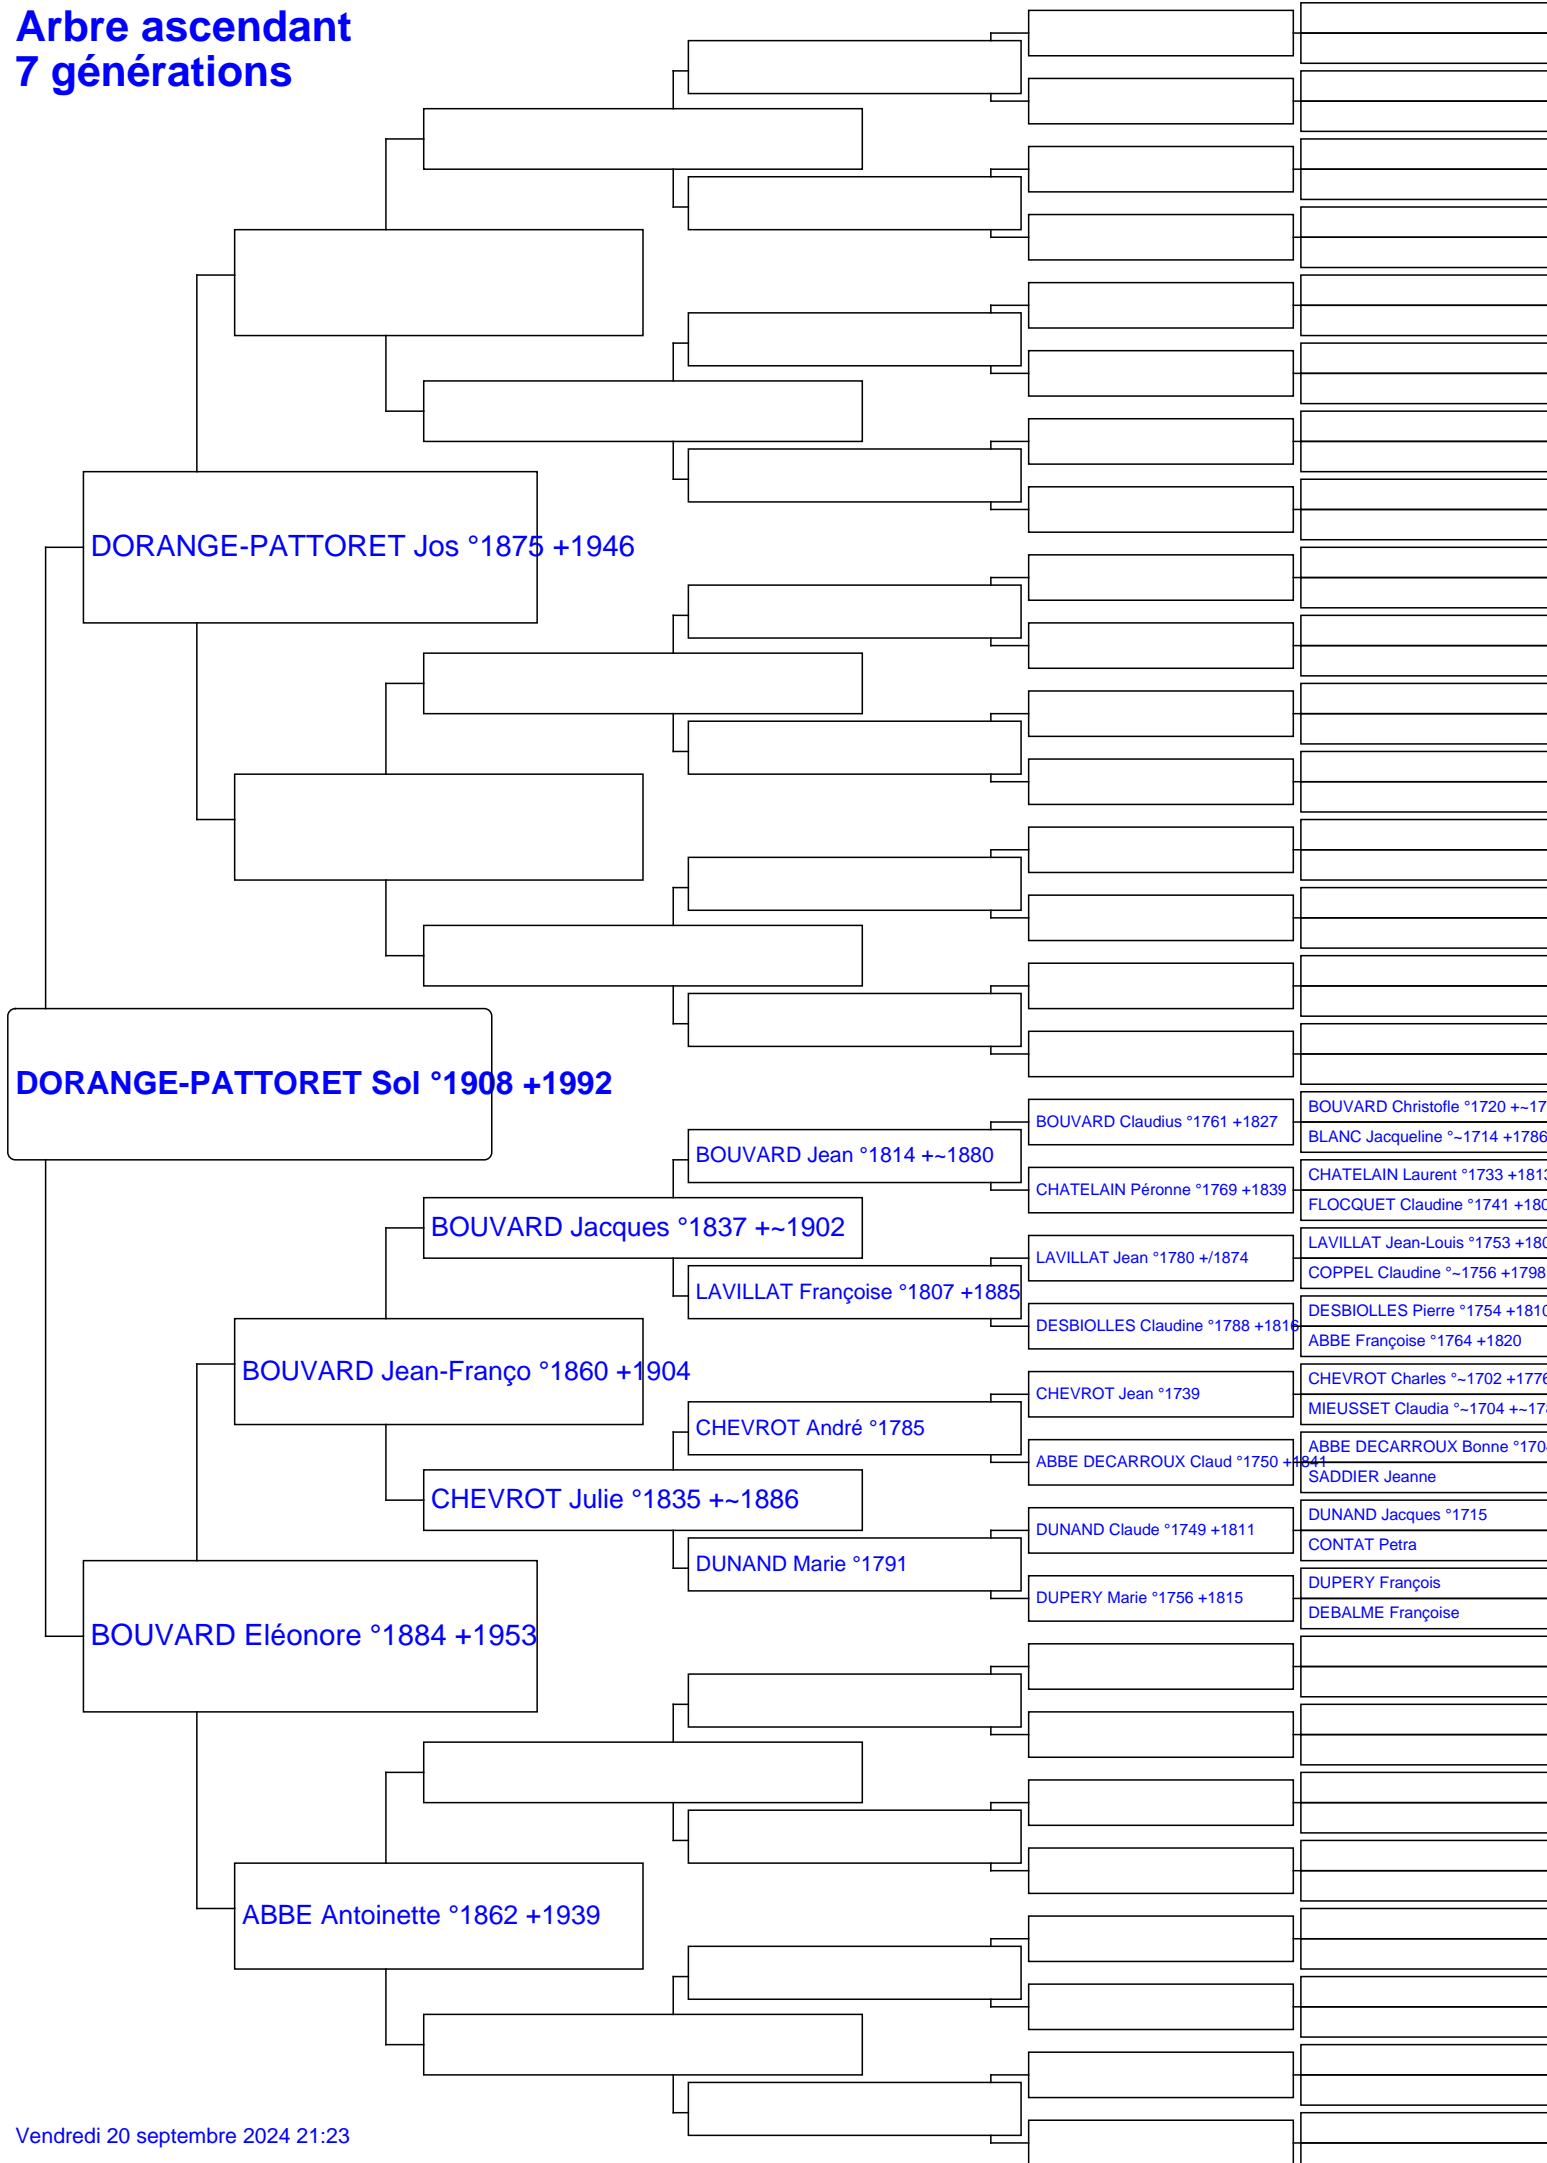 Arbre ascendant
7 générations
DORANGE-PATTORET Jos °1875 +1946
DORANGE-PATTORET Sol °1908 +1992
BOUVARD Christofle °1720 +~17
BOUVARD Claudius °1761 +1827
BLANC Jacqueline °~1714 +1786
BOUVARD Jean °1814 +~1880
CHATELAIN Laurent °1733 +1813
CHATELAIN Péronne °1769 +1839
FLOCQUET Claudine °1741 +180
BOUVARD Jacques °1837 +~1902
LAVILLAT Jean-Louis °1753 +180
LAVILLAT Jean °1780 +/1874
COPPEL Claudine °~1756 +1798
LAVILLAT Françoise °1807 +1885
DESBIOLLES Pierre °1754 +1810
DESBIOLLES Claudine °1788 +1816
ABBE Françoise °1764 +1820
BOUVARD Jean-Franço °1860 +1904
CHEVROT Charles °~1702 +1776
CHEVROT Jean °1739
MIEUSSET Claudia °~1704 +~178
CHEVROT André °1785
ABBE DECARROUX Bonne °170
ABBE DECARROUX Claud °1750 +1841
SADDIER Jeanne
CHEVROT Julie °1835 +~1886
DUNAND Jacques °1715
DUNAND Claude °1749 +1811
CONTAT Petra
DUNAND Marie °1791
DUPERY François
DUPERY Marie °1756 +1815
DEBALME Françoise
BOUVARD Eléonore °1884 +1953
ABBE Antoinette °1862 +1939
Vendredi 20 septembre 2024 21:23